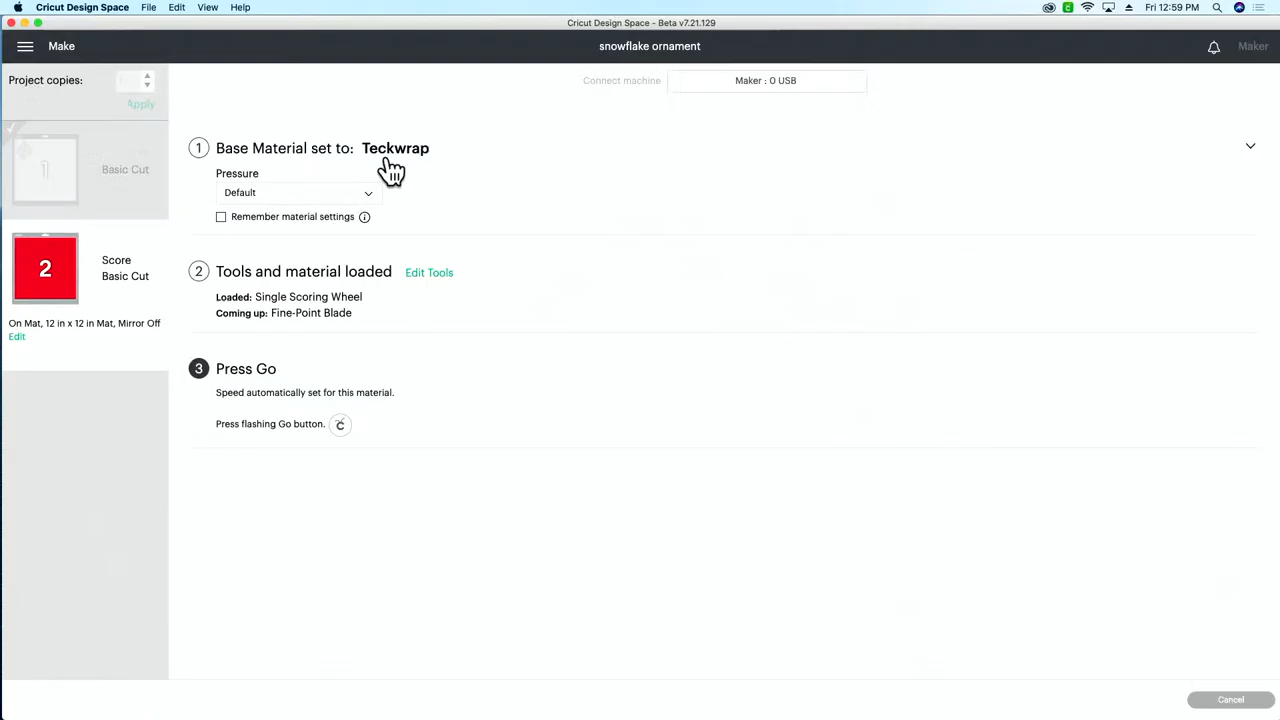 Cricut Design Space File Edit View Help Fri 12:59 PM
Cricut Design Space - Beta v7.21.129
Make snowflake ornament Maker
Project copies:
Apply
Connect machine Maker : 0 USB
1 Basic Cut
2 Score
Basic Cut
On Mat, 12 in x 12 in Mat, Mirror Off
Edit
1 Base Material set to: Teckwrap
Pressure
Default
Remember material settings
2 Tools and material loaded Edit Tools
Loaded: Single Scoring Wheel
Coming up: Fine-Point Blade
3 Press Go
Speed automatically set for this material.
Press flashing Go button.
Cancel